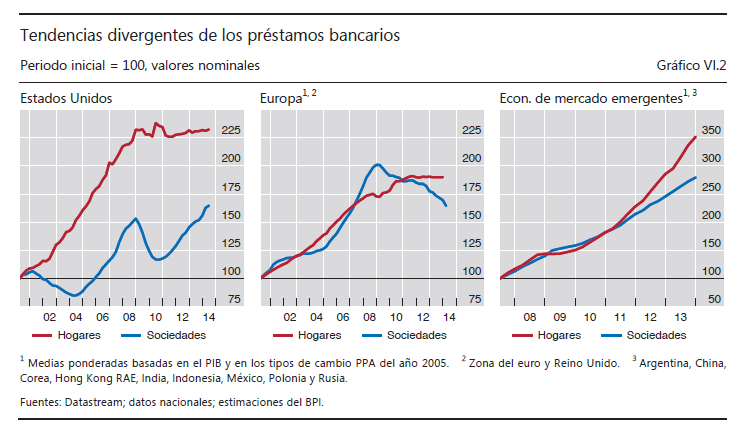 Tendencias divergentes de los préstamos bancarios
Periodo inicial = 100, valores nominales Gráfico VI.2
Estados Unidos
225
200
175
150
125
100
75
02 04 06 08 10 12 14
Hogares Sociedades
Europa1, 2
225
200
175
150
125
100
75
02 04 06 08 10 12 14
Hogares Sociedades
Econ. de mercado emergentes1, 3
350
300
250
200
150
100
50
08 09 10 11 12 13
Hogares Sociedades
1 Medias ponderadas basadas en el PIB y en los tipos de cambio PPA del año 2005. 2 Zona del euro y Reino Unido. 3 Argentina, China,
Corea, Hong Kong RAE, India, Indonesia, México, Polonia y Rusia.
Fuentes: Datastream; datos nacionales; estimaciones del BPI.